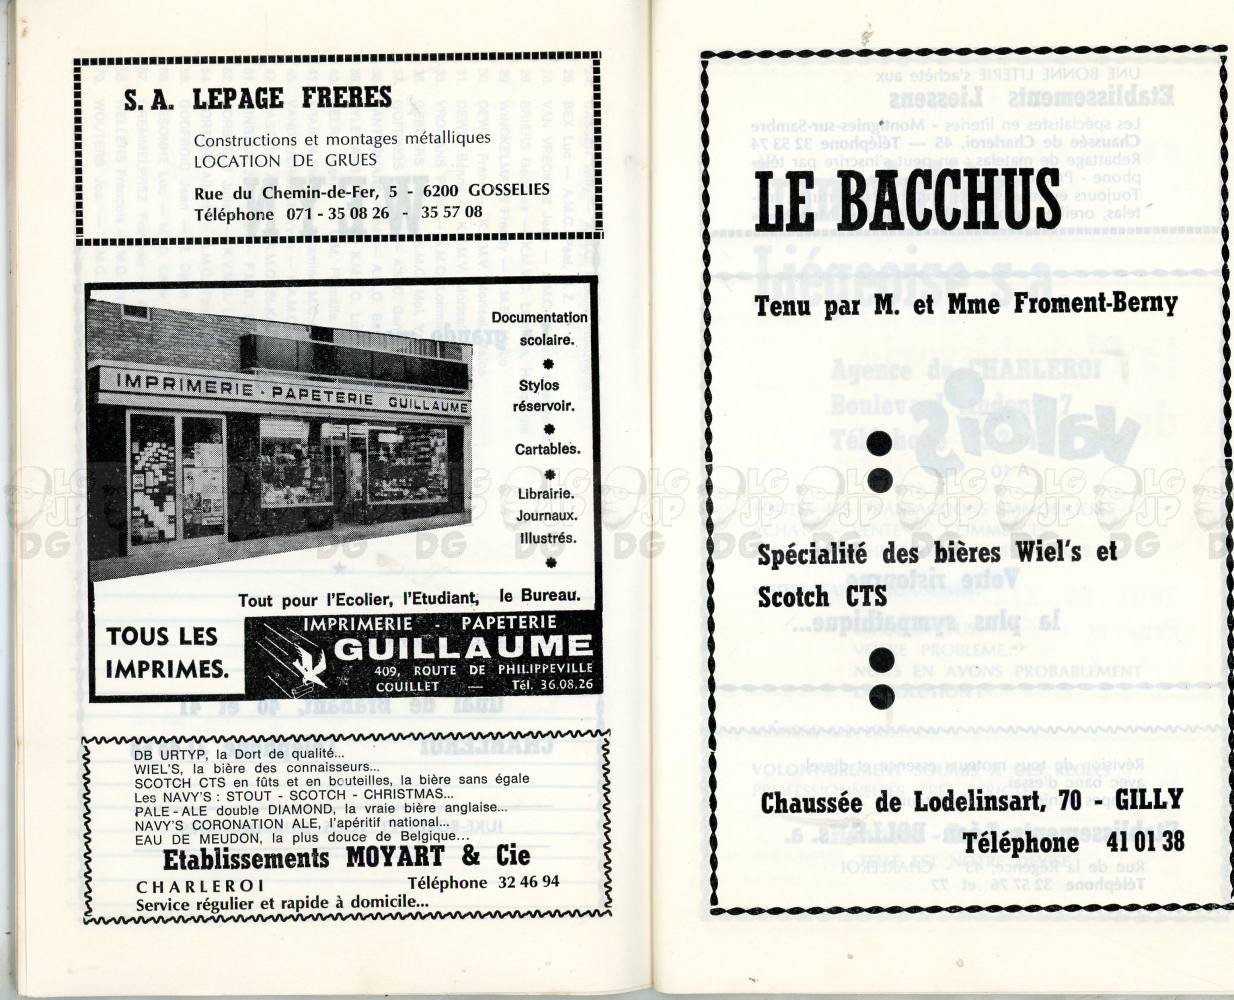 S.A. LEPAGE FRERES
Constructions et montages métalliques
LOCATION DE GRUES
Rue du Chemin-de-Fer, 5 - 6200 GOSSELIES
Téléphone 071 - 35 08 26 - 35 57 08
IMPRIMERIE - PAPETERIE GUILLAUME
Documentation
scolaire.
Stylos
réservoir.
Cartables.
Librairie.
Journaux.
Illustrés.
Tout pour l'Ecolier, l'Etudiant, le Bureau.
TOUS LES
IMPRIMES.
IMPRIMERIE - PAPETERIE
GUILLAUME
409, ROUTE DE PHILIPPEVILLE
COUILLET — Tél. 36.08.26
DB URTYP, la Dort de qualité...
WIEL'S, la bière des connaisseurs...
SCOTCH CTS en fûts et en bouteilles, la bière sans égale
Les NAVY'S : STOUT - SCOTCH - CHRISTMAS...
PALE-ALE double DIAMOND, la vraie bière anglaise...
NAVY'S CORONATION ALE, l'apéritif national...
EAU DE MEUDON, la plus douce de Belgique...
Etablissements MOYART & Cie
CHARLEROI Téléphone 32 46 94
Service régulier et rapide à domicile...
LE BACCHUS
Tenu par M. et Mme Froment-Berny
Spécialité des bières Wiel's et
Scotch CTS
Chaussée de Lodelinsart, 70 - GILLY
Téléphone 41 01 38